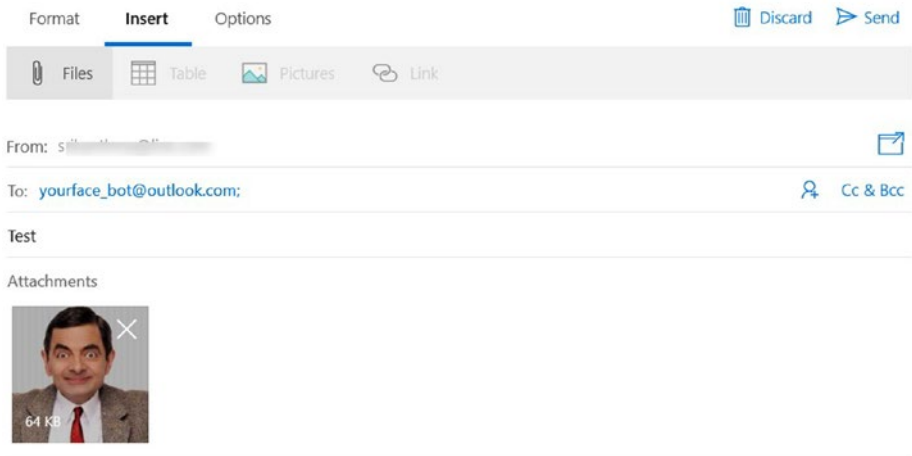 Format Insert Options Discard Send
Files Table Pictures Link
From: s
To: yourface_bot@outlook.com; Cc & Bcc
Test
Attachments
64 KB